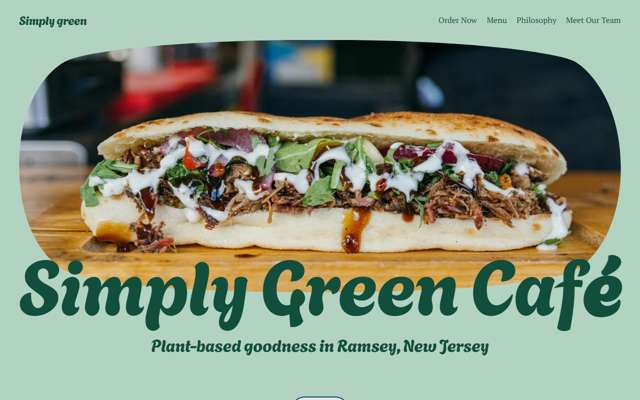 Simply green
Order Now Menu Philosophy Meet Our Team
Simply Green Café
Plant-based goodness in Ramsey, New Jersey